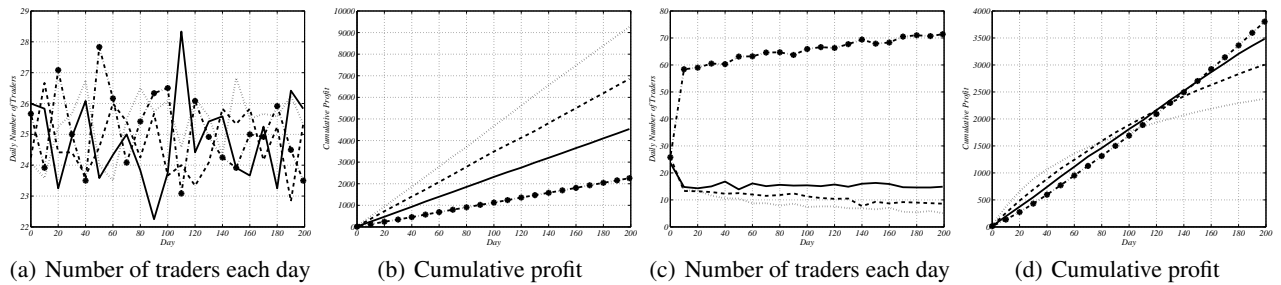 29
28
27
26
25
24
23
22
0 20 40 60 80 100 120 140 160 180 200
Daily Number of Traders
Day
10000
9000
8000
7000
6000
5000
4000
3000
2000
1000
0
0 20 40 60 80 100 120 140 160 180 200
Cumulative Profit
Day
80
70
60
50
40
30
20
10
0
0 20 40 60 80 100 120 140 160 180 200
Daily Number of Traders
Day
4000
3500
3000
2500
2000
1500
1000
500
0
0 20 40 60 80 100 120 140 160 180 200
Cumulative Profit
Day
(a) Number of traders each day
(b) Cumulative profit
(c) Number of traders each day
(d) Cumulative profit